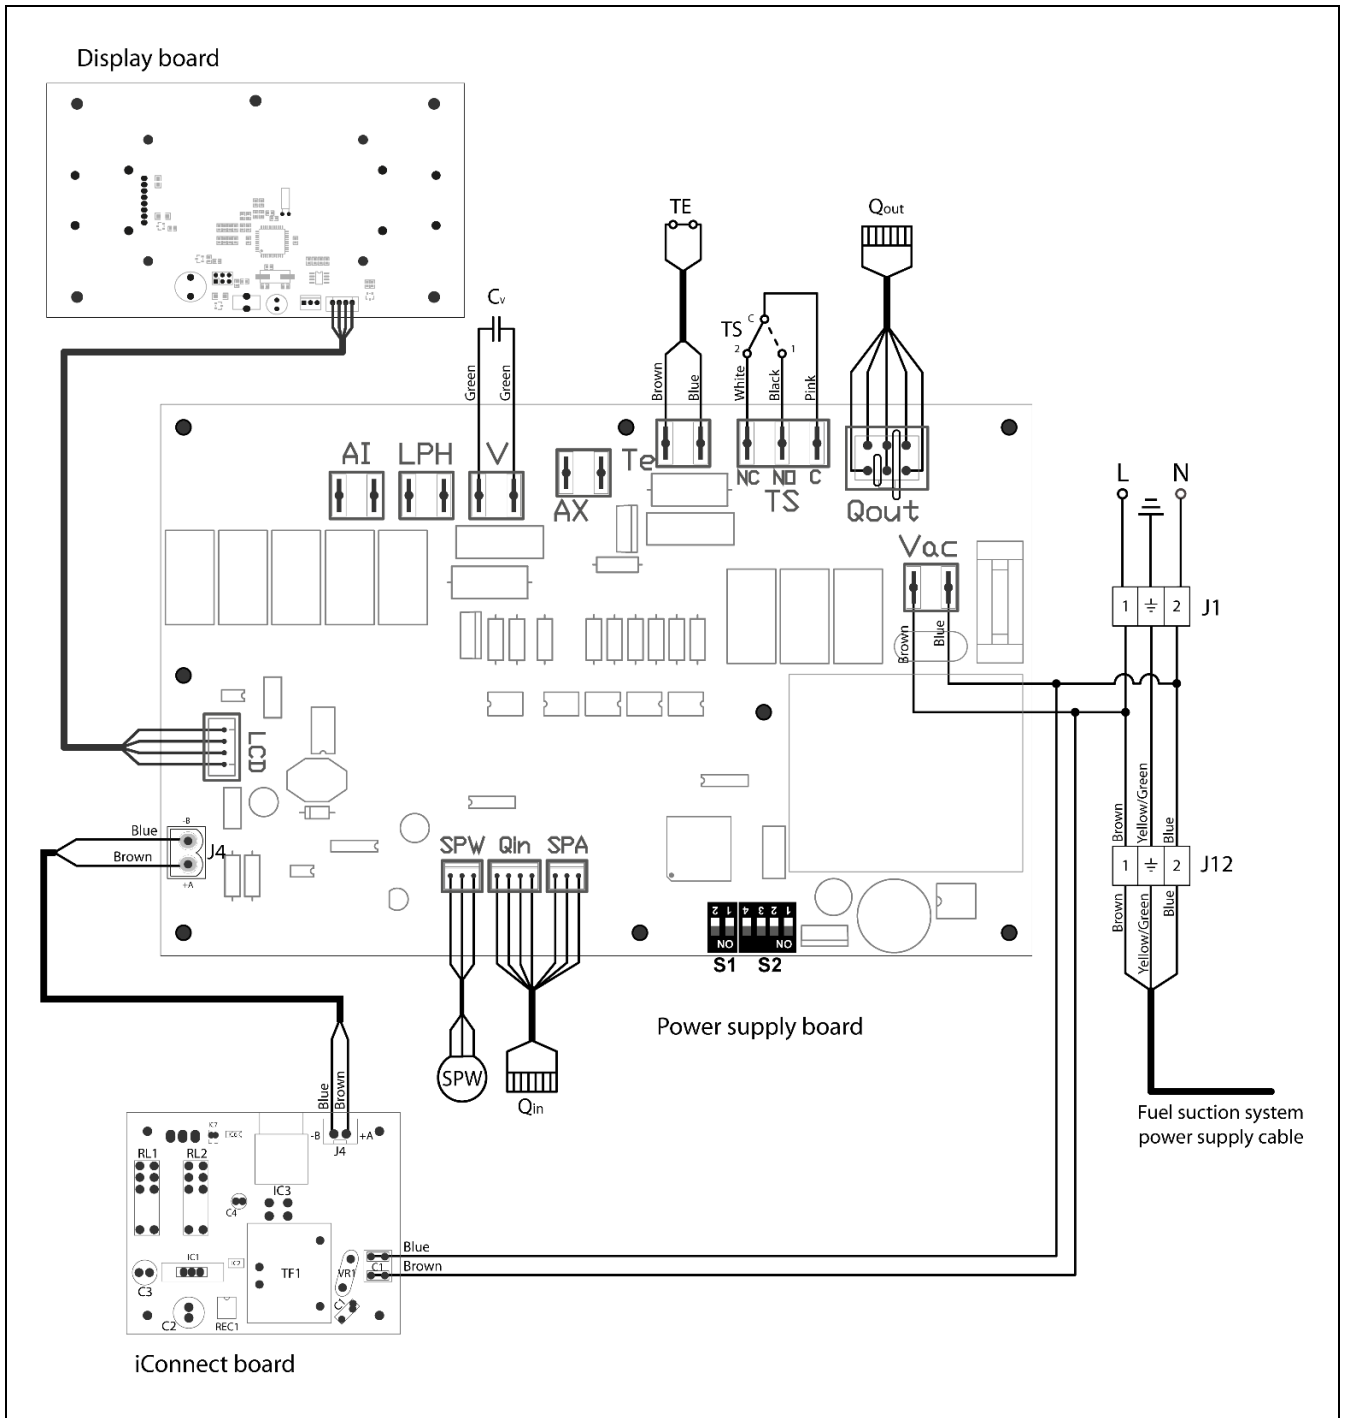 Display board
TE
Qout
Cv
TS
C
2
1
Green
Green
Brown
Blue
White
Black
Pink
AI
LPH
V
AX
Te
NC
NO
C
TS
Qout
L
N
Vac
1
2
J1
Brown
Blue
LCD
Brown
Yellow/Green
Blue
-B
Blue
Brown
J4
+A
SPW
QIn
SPA
1
2
J12
Brown
Yellow/Green
Blue
2 1
4 3 2 1
ON
ON
S1
S2
Power supply board
SPW
Qin
Fuel suction system
power supply cable
Blue
Brown
-B
+A
J4
IC7
RL1
RL2
IC3
C4
IC1
TF1
VR1
C1
Blue
Brown
C3
C1
C2
REC1
iConnect board